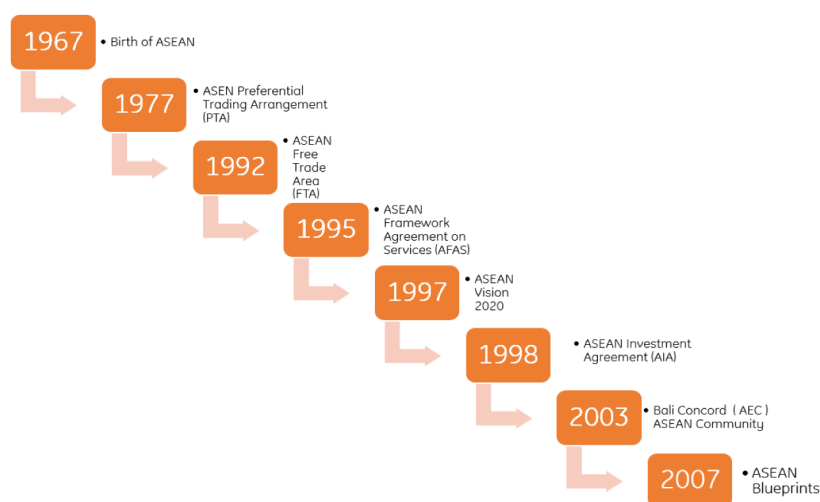 1967
• Birth of ASEAN
1977
• ASEN Preferential
Trading Arrangement
(PTA)
1992
• ASEAN
Free
Trade
Area
(FTA)
1995
• ASEAN
Framework
Agreement on
Services (AFAS)
1997
• ASEAN
Vision
2020
1998
• ASEAN Investment
Agreement (AIA)
2003
• Bali Concord ( AEC )
ASEAN Community
2007
• ASEAN
Blueprints